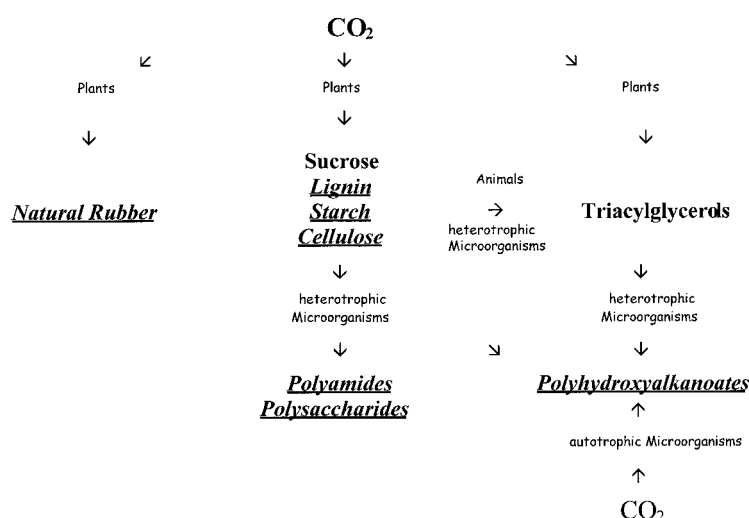 CO2
Plants
Plants
Plants
Sucrose
Lignin
Starch
Cellulose
Natural Rubber
Animals
→
heterotrophic
Microorganisms
Triacylglycerols
heterotrophic
Microorganisms
heterotrophic
Microorganisms
Polyamides
Polysaccharides
Polyhydroxyalkanoates
autotrophic Microorganisms
CO2